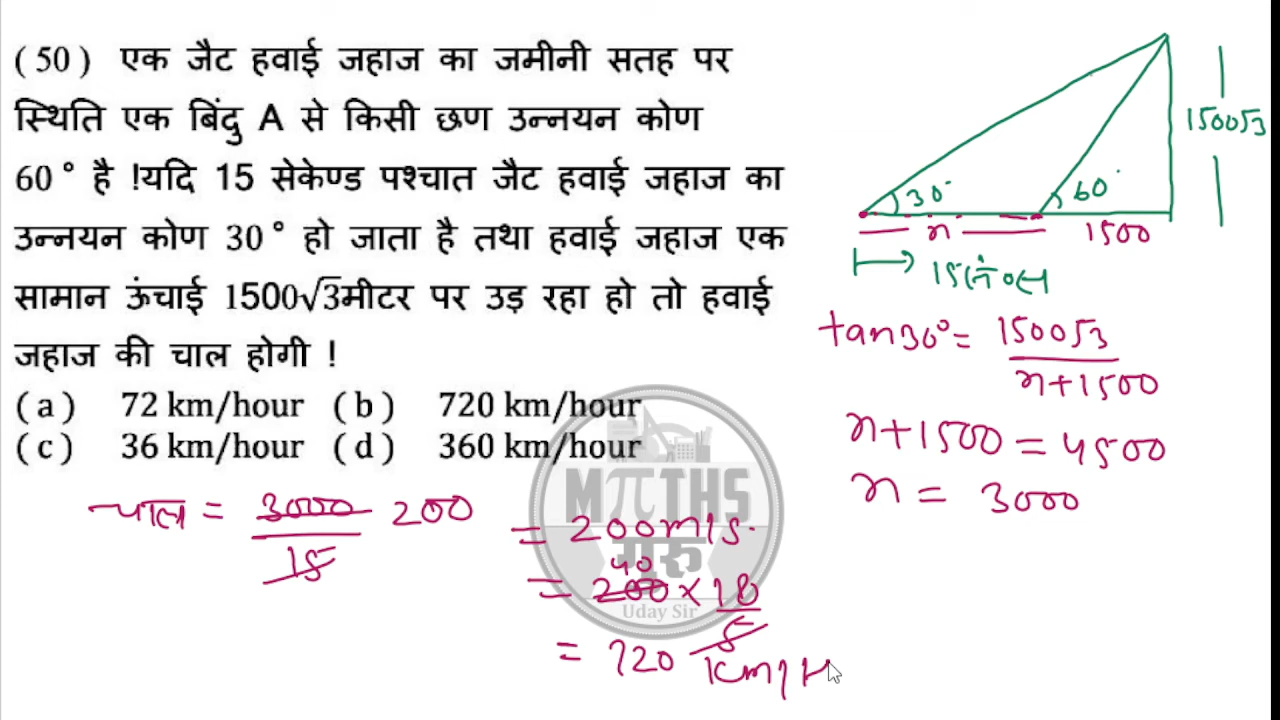 (50) एक जैट हवाई जहाज का जमीनी सतह पर
स्थिति एक बिंदु A से किसी छण उन्नयन कोण
60° है !यदि 15 सेकेण्ड पश्चात जैट हवाई जहाज का
उन्नयन कोण 30° हो जाता है तथा हवाई जहाज एक
सामान ऊंचाई 1500√3मीटर पर उड़ रहा हो तो हवाई
जहाज की चाल होगी !
(a) 72 km/hour (b) 720 km/hour
(c) 36 km/hour (d) 360 km/hour
चाल = 3000/15 200
= 200m/s.
40
= 200 × 18/5
= 720 km/H
1500√3
30° 60°
x 1500
tan30° = 1500√3/x+1500
x+1500 = 4500
x = 3000
MπTHS
गुरु
Uday Sir